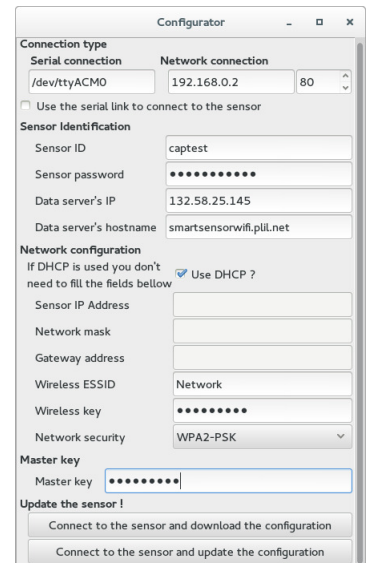 Configurator
Connection type
Serial connection Network connection
/dev/ttyACM0 192.168.0.2 80
Use the serial link to connect to the sensor
Sensor Identification
Sensor ID captest
Sensor password ●●●●●●●●●●●
Data server's IP 132.58.25.145
Data server's hostname smartsensorwifi.plil.net
Network configuration
If DHCP is used you don't
need to fill the fields bellow Use DHCP ?
Sensor IP Address
Network mask
Gateway address
Wireless ESSID Network
Wireless key ●●●●●●●●●
Network security WPA2-PSK
Master key
Master key ●●●●●●●●●
Update the sensor !
Connect to the sensor and download the configuration
Connect to the sensor and update the configuration